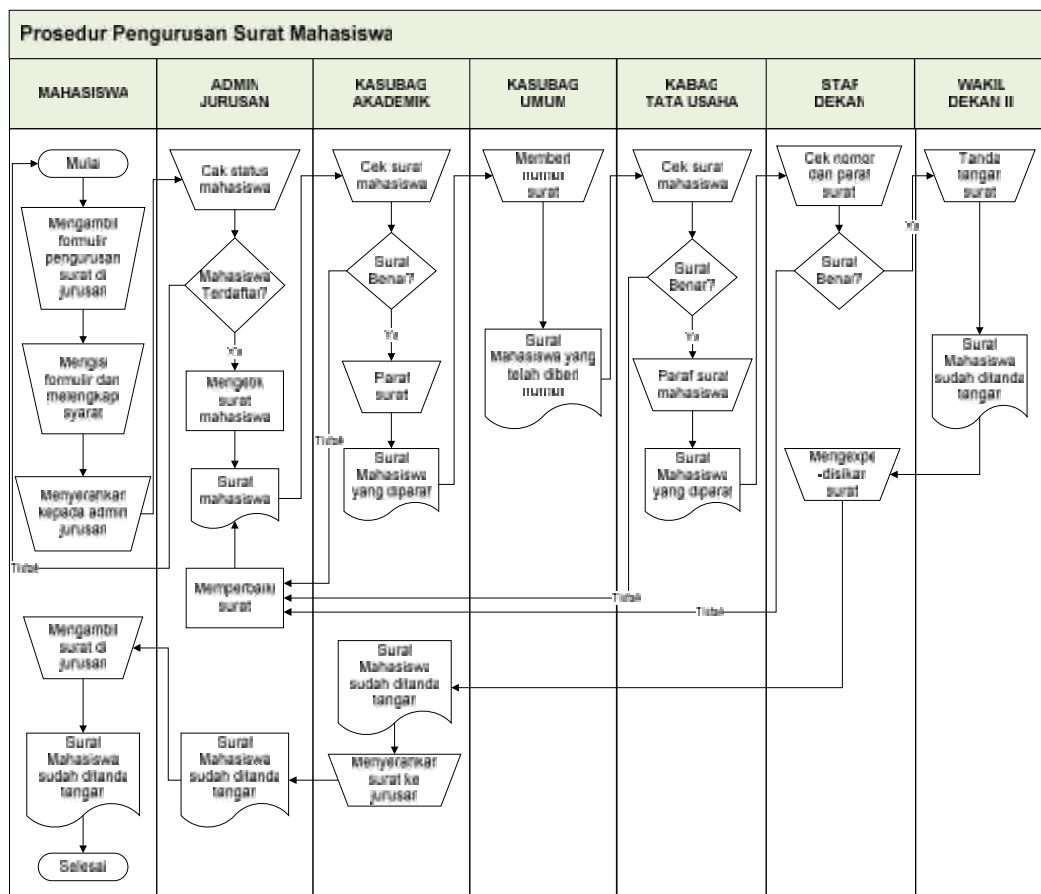 Prosedur Pengurusan Surat Mahasiswa
MAHASISWA
ADMIN
JURUSAN
KASUBAG
AKADEMIK
KASUBAG
UMUM
KABAG
TATA USAHA
STAF
DEKAN
WAKIL
DEKAN II
Mulai
Mengambil
formulir
pengurusan
surat di
jurusan
Mengisi
formulir dan
melengkapi
syarat
Menyerahkan
kepada admin
jurusan
Tidak
Mengambil
surat di
jurusan
Surat
Mahasiswa
sudah ditanda
tangan
Selesai
Cek status
mahasiswa
Mahasiswa
Terdaftar?
Ya
Mengetik
surat
mahasiswa
Surat
mahasiswa
Memperbaiki
surat
Surat
Mahasiswa
sudah ditanda
tangan
Cek surat
mahasiswa
Surat
Benar?
Ya
Paraf
surat
Tidak
Surat
Mahasiswa
yang diparaf
Surat
Mahasiswa
sudah ditanda
tangan
Menyerahkan
surat ke
jurusan
Memberi
nomor
surat
Surat
Mahasiswa yang
telah diberi
nomor
Cek surat
mahasiswa
Surat
Benar?
Ya
Paraf surat
mahasiswa
Surat
Mahasiswa
yang diparaf
Tidak
Cek nomor
dan paraf
surat
Surat
Benar?
Ya
Mengexpe
-disikan
surat
Tidak
Tanda
tangan
surat
Surat
Mahasiswa
sudah ditanda
tangan